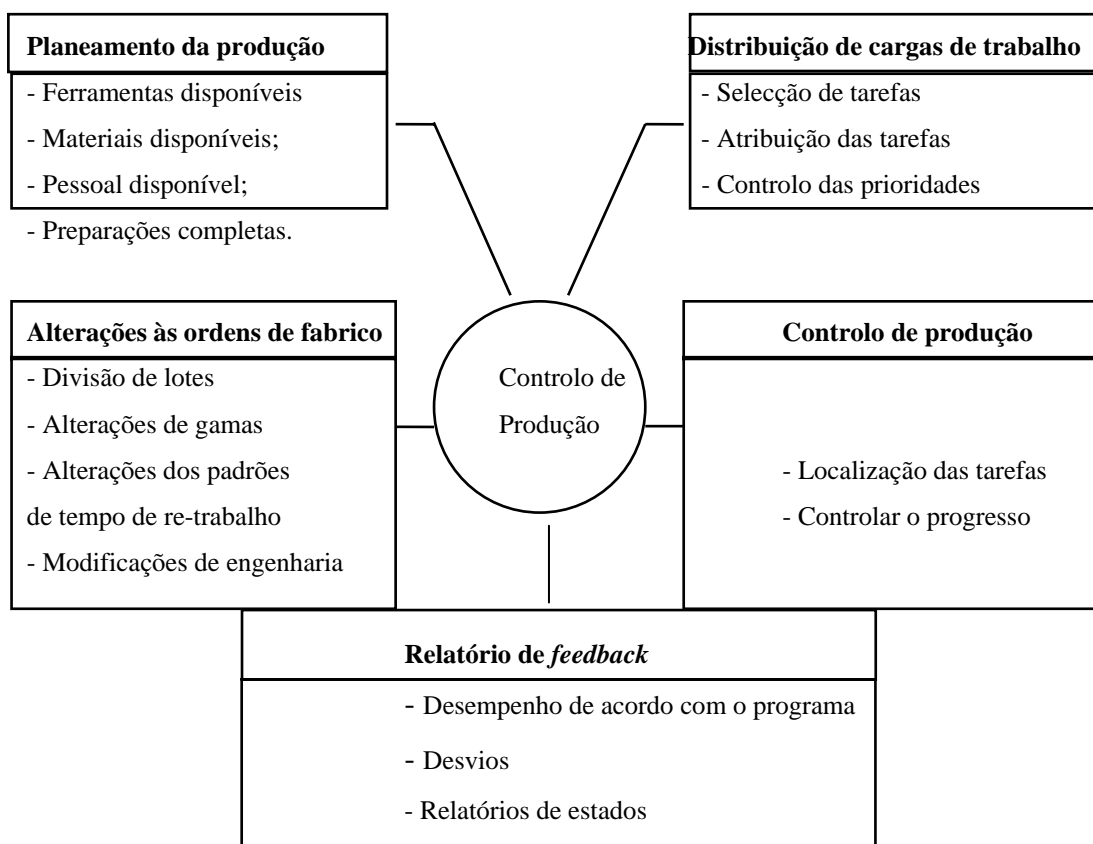 Planeamento da produção
- Ferramentas disponíveis
- Materiais disponíveis;
- Pessoal disponível;
- Preparações completas.
Distribuição de cargas de trabalho
- Selecção de tarefas
- Atribuição das tarefas
- Controlo das prioridades
Alterações às ordens de fabrico
- Divisão de lotes
- Alterações de gamas
- Alterações dos padrões
de tempo de re-trabalho
- Modificações de engenharia
Controlo de
Produção
Controlo de produção
- Localização das tarefas
- Controlar o progresso
Relatório de feedback
- Desempenho de acordo com o programa
- Desvios
- Relatórios de estados